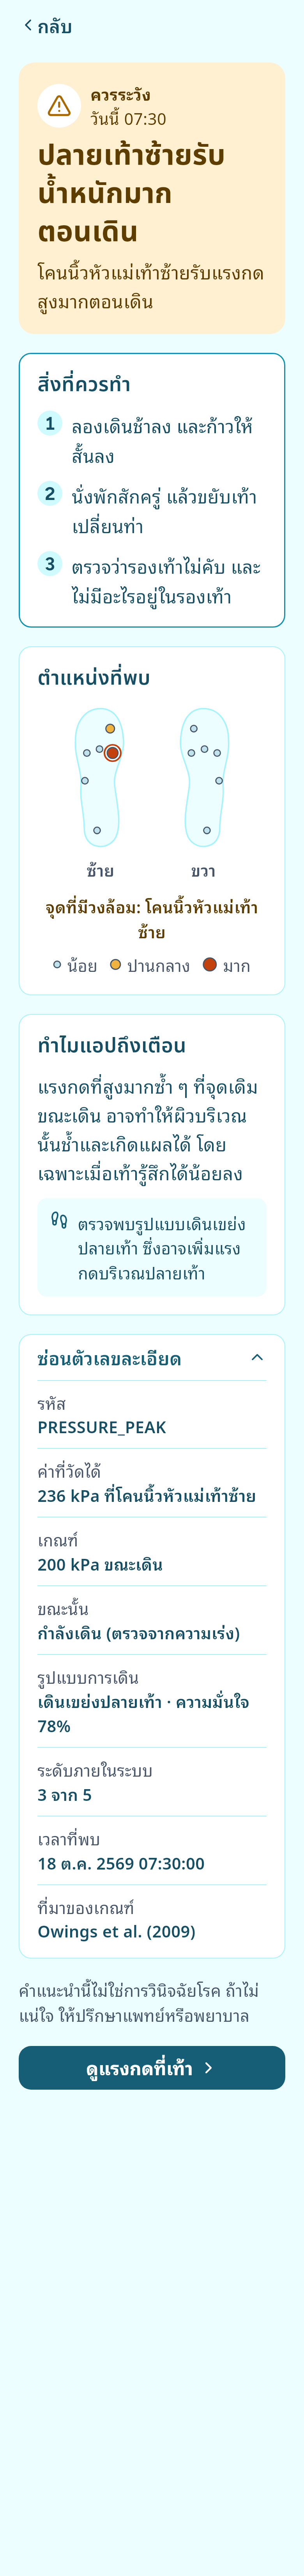 กลับ
ควรระวัง
วันนี้ 07:30
ปลายเท้าซ้ายรับ
น้ำหนักมาก
ตอนเดิน
โคนนิ้วหัวแม่เท้าซ้ายรับแรงกด
สูงมากตอนเดิน
สิ่งที่ควรทำ
1 ลองเดินช้าลง และก้าวให้
สั้นลง
2 นั่งพักสักครู่ แล้วขยับเท้า
เปลี่ยนท่า
3 ตรวจว่ารองเท้าไม่คับ และ
ไม่มีอะไรอยู่ในรองเท้า
ตำแหน่งที่พบ
ซ้าย ขวา
จุดที่มีวงล้อม: โคนนิ้วหัวแม่เท้า
ซ้าย
น้อย ปานกลาง มาก
ทำไมแอปถึงเตือน
แรงกดที่สูงมากซ้ำ ๆ ที่จุดเดิม
ขณะเดิน อาจทำให้ผิวบริเวณ
นั้นช้ำและเกิดแผลได้ โดย
เฉพาะเมื่อเท้ารู้สึกได้น้อยลง
ตรวจพบรูปแบบเดินเขย่ง
ปลายเท้า ซึ่งอาจเพิ่มแรง
กดบริเวณปลายเท้า
ซ่อนตัวเลขละเอียด
รหัส
PRESSURE_PEAK
ค่าที่วัดได้
236 kPa ที่โคนนิ้วหัวแม่เท้าซ้าย
เกณฑ์
200 kPa ขณะเดิน
ขณะนั้น
กำลังเดิน (ตรวจจากความเร่ง)
รูปแบบการเดิน
เดินเขย่งปลายเท้า · ความมั่นใจ
78%
ระดับภายในระบบ
3 จาก 5
เวลาที่พบ
18 ต.ค. 2569 07:30:00
ที่มาของเกณฑ์
Owings et al. (2009)
คำแนะนำนี้ไม่ใช่การวินิจฉัยโรค ถ้าไม่
แน่ใจ ให้ปรึกษาแพทย์หรือพยาบาล
ดูแรงกดที่เท้า